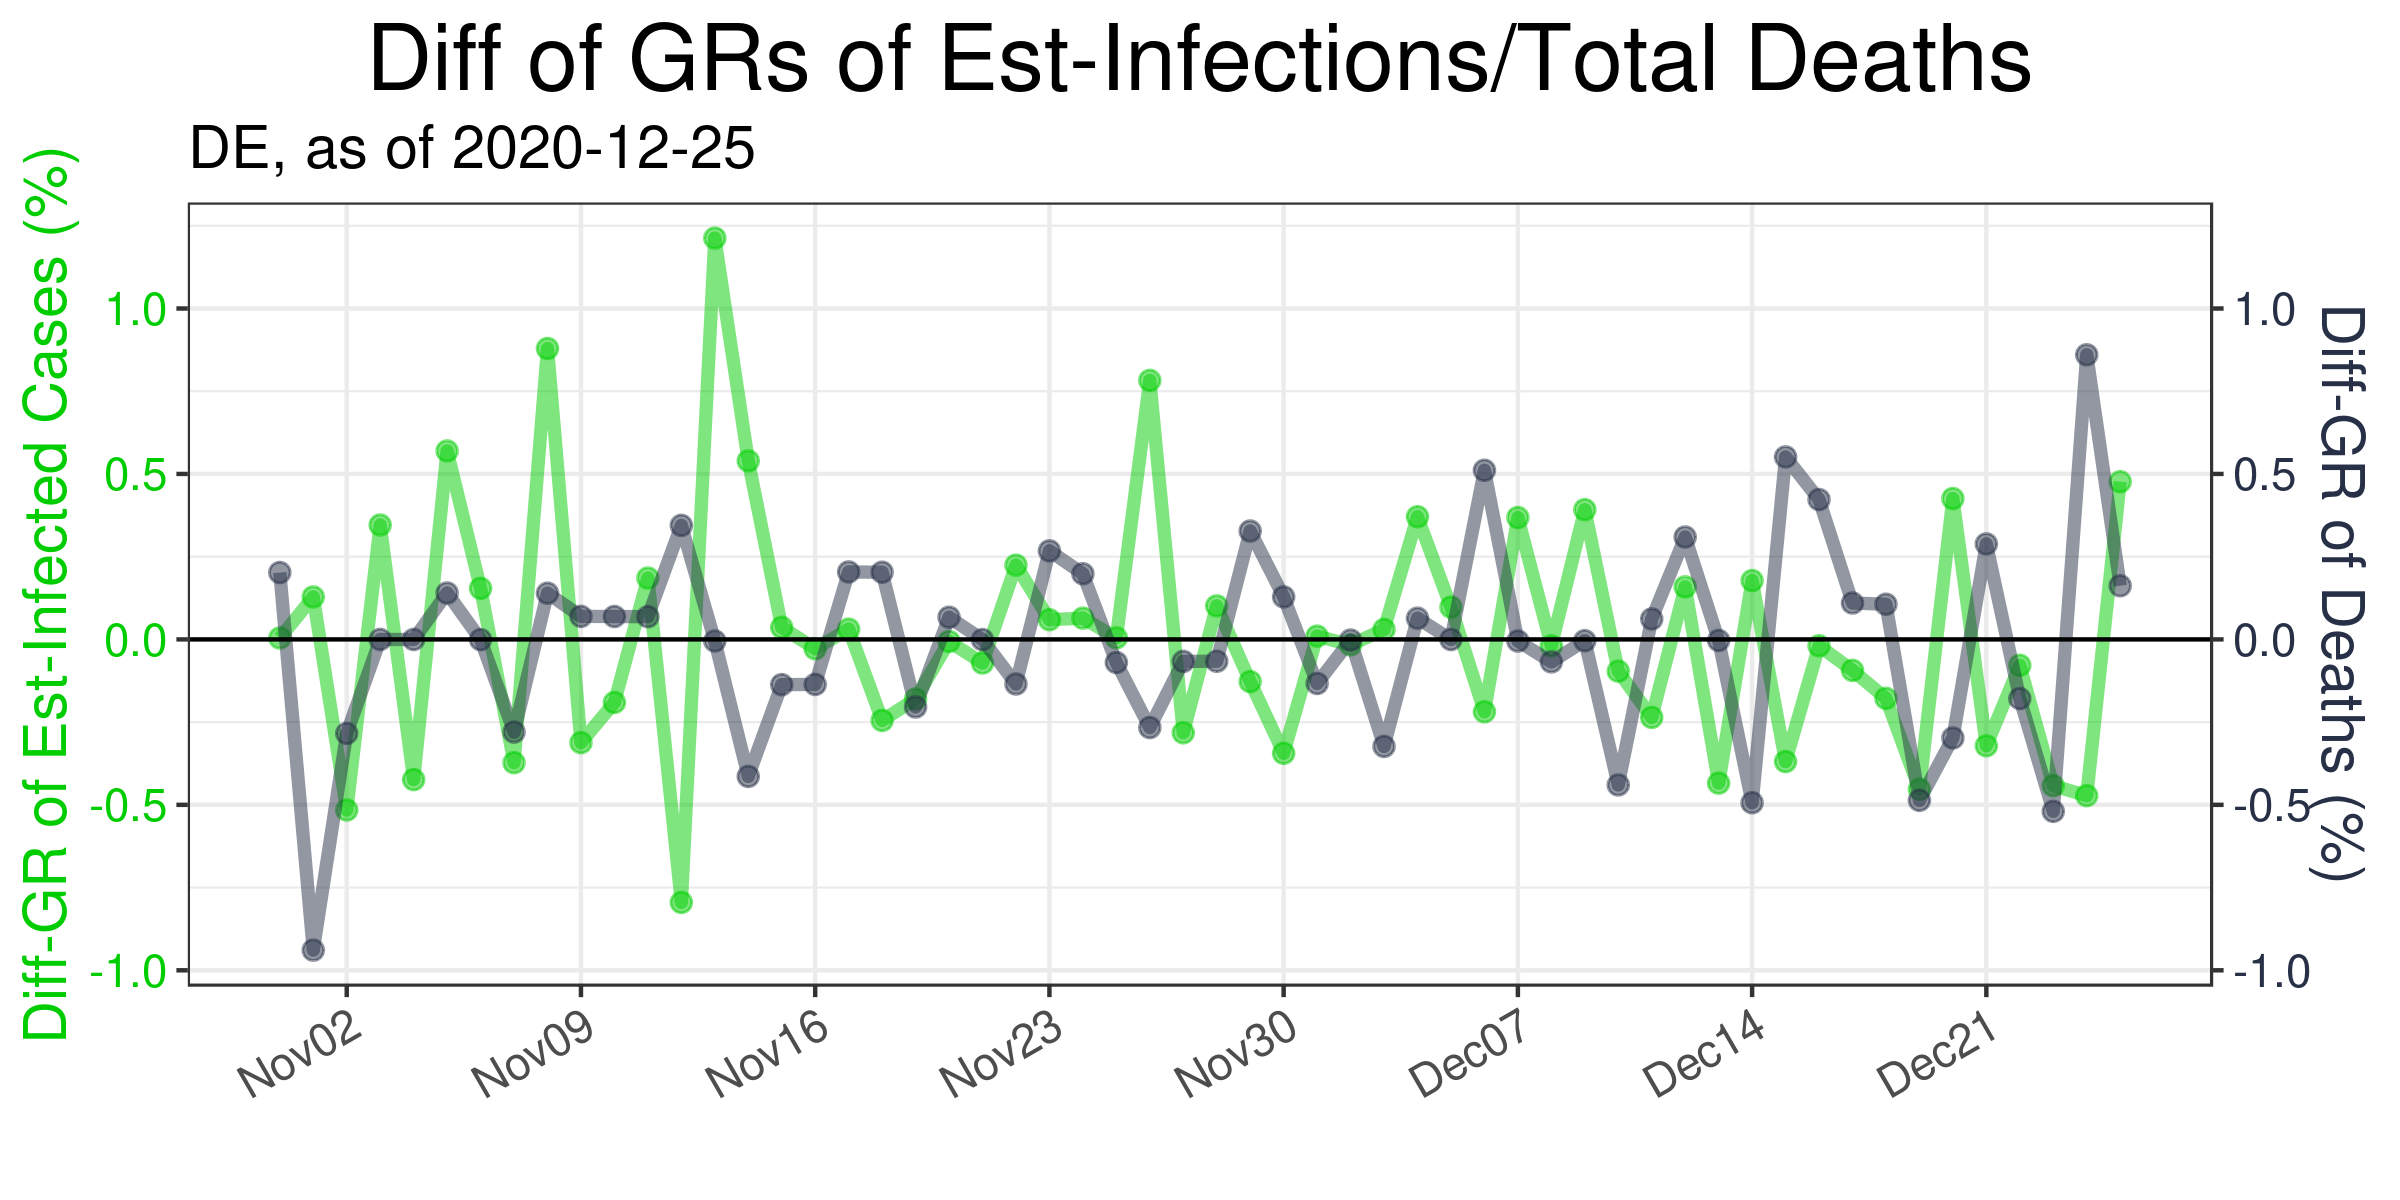 Diff of GRs of Est-Infections/Total Deaths
DE, as of 2020-12-25
Diff-GR of Est-Infected Cases (%)
1.0
0.5
0.0
-0.5
-1.0
1.0
0.5
0.0
-0.5
-1.0
Diff-GR of Deaths (%)
Nov02
Nov09
Nov16
Nov23
Nov30
Dec07
Dec14
Dec21